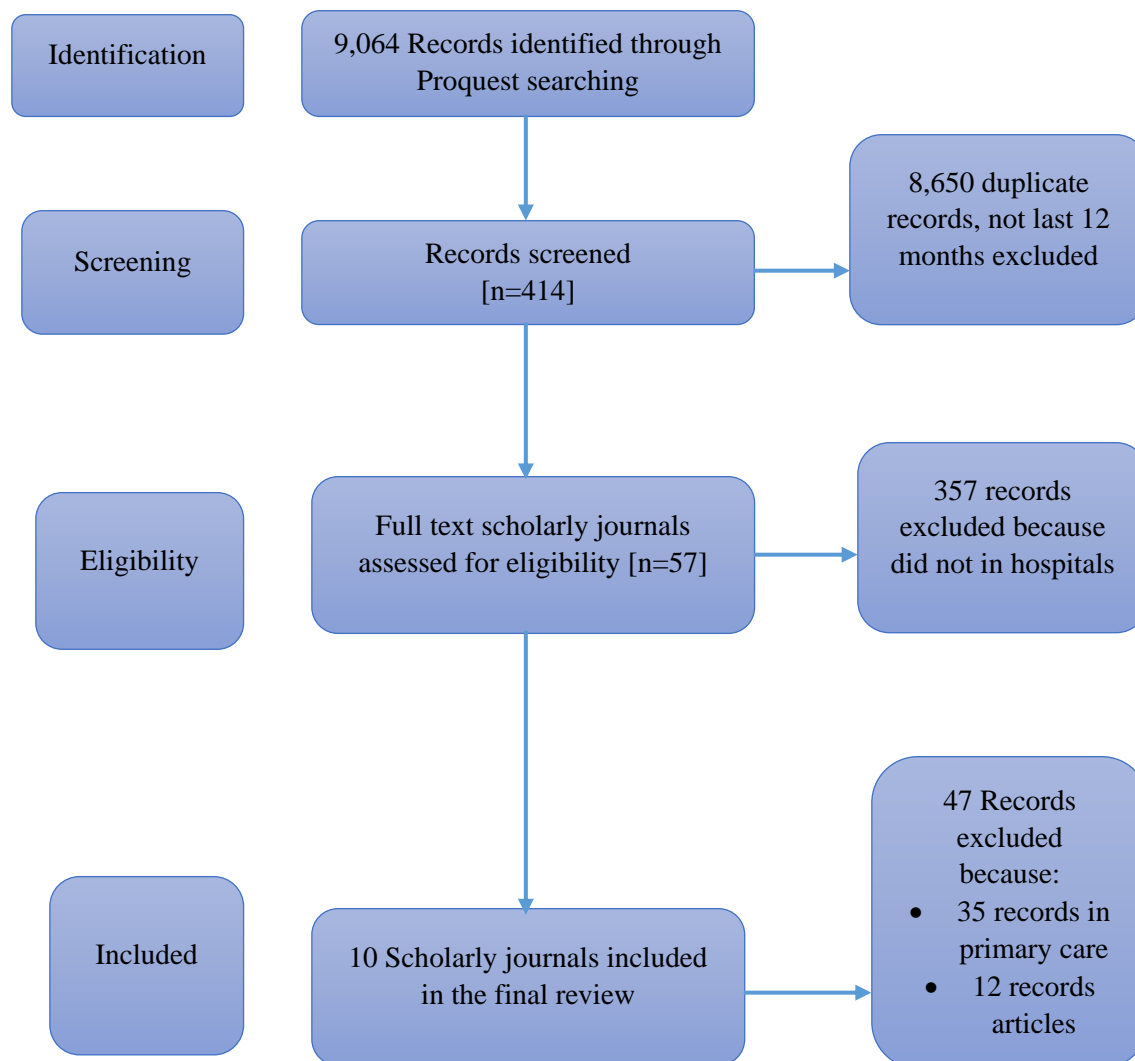 Identification
9,064 Records identified through
Proquest searching
8,650 duplicate
records, not last 12
months excluded
Screening
Records screened
[n=414]
357 records
excluded because
did not in hospitals
Eligibility
Full text scholarly journals
assessed for eligibility [n=57]
47 Records
excluded
because:
• 35 records in
primary care
• 12 records
articles
Included
10 Scholarly journals included
in the final review